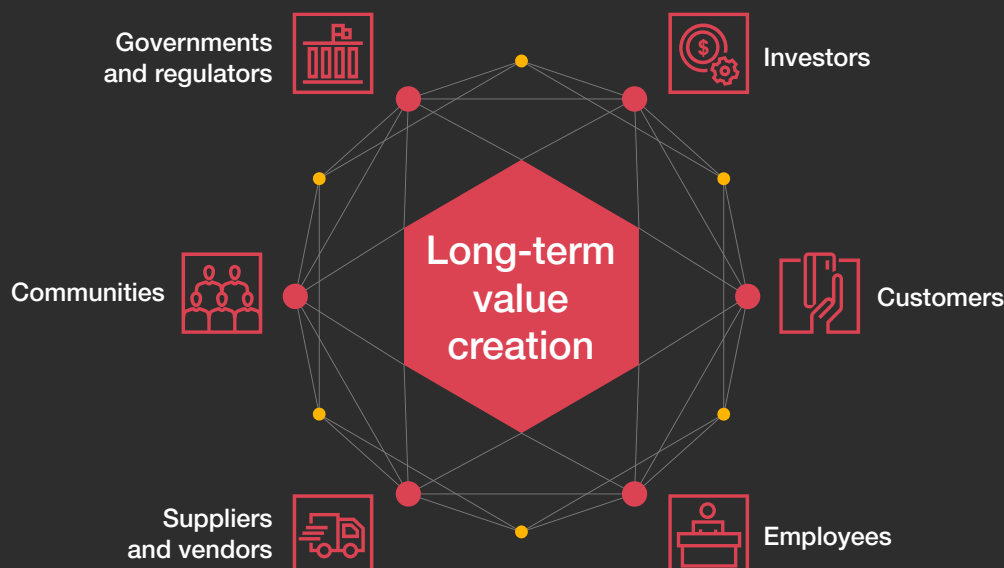 Governments
and regulators
Investors
Communities
Long-term
value
creation
Customers
Suppliers
and vendors
Employees